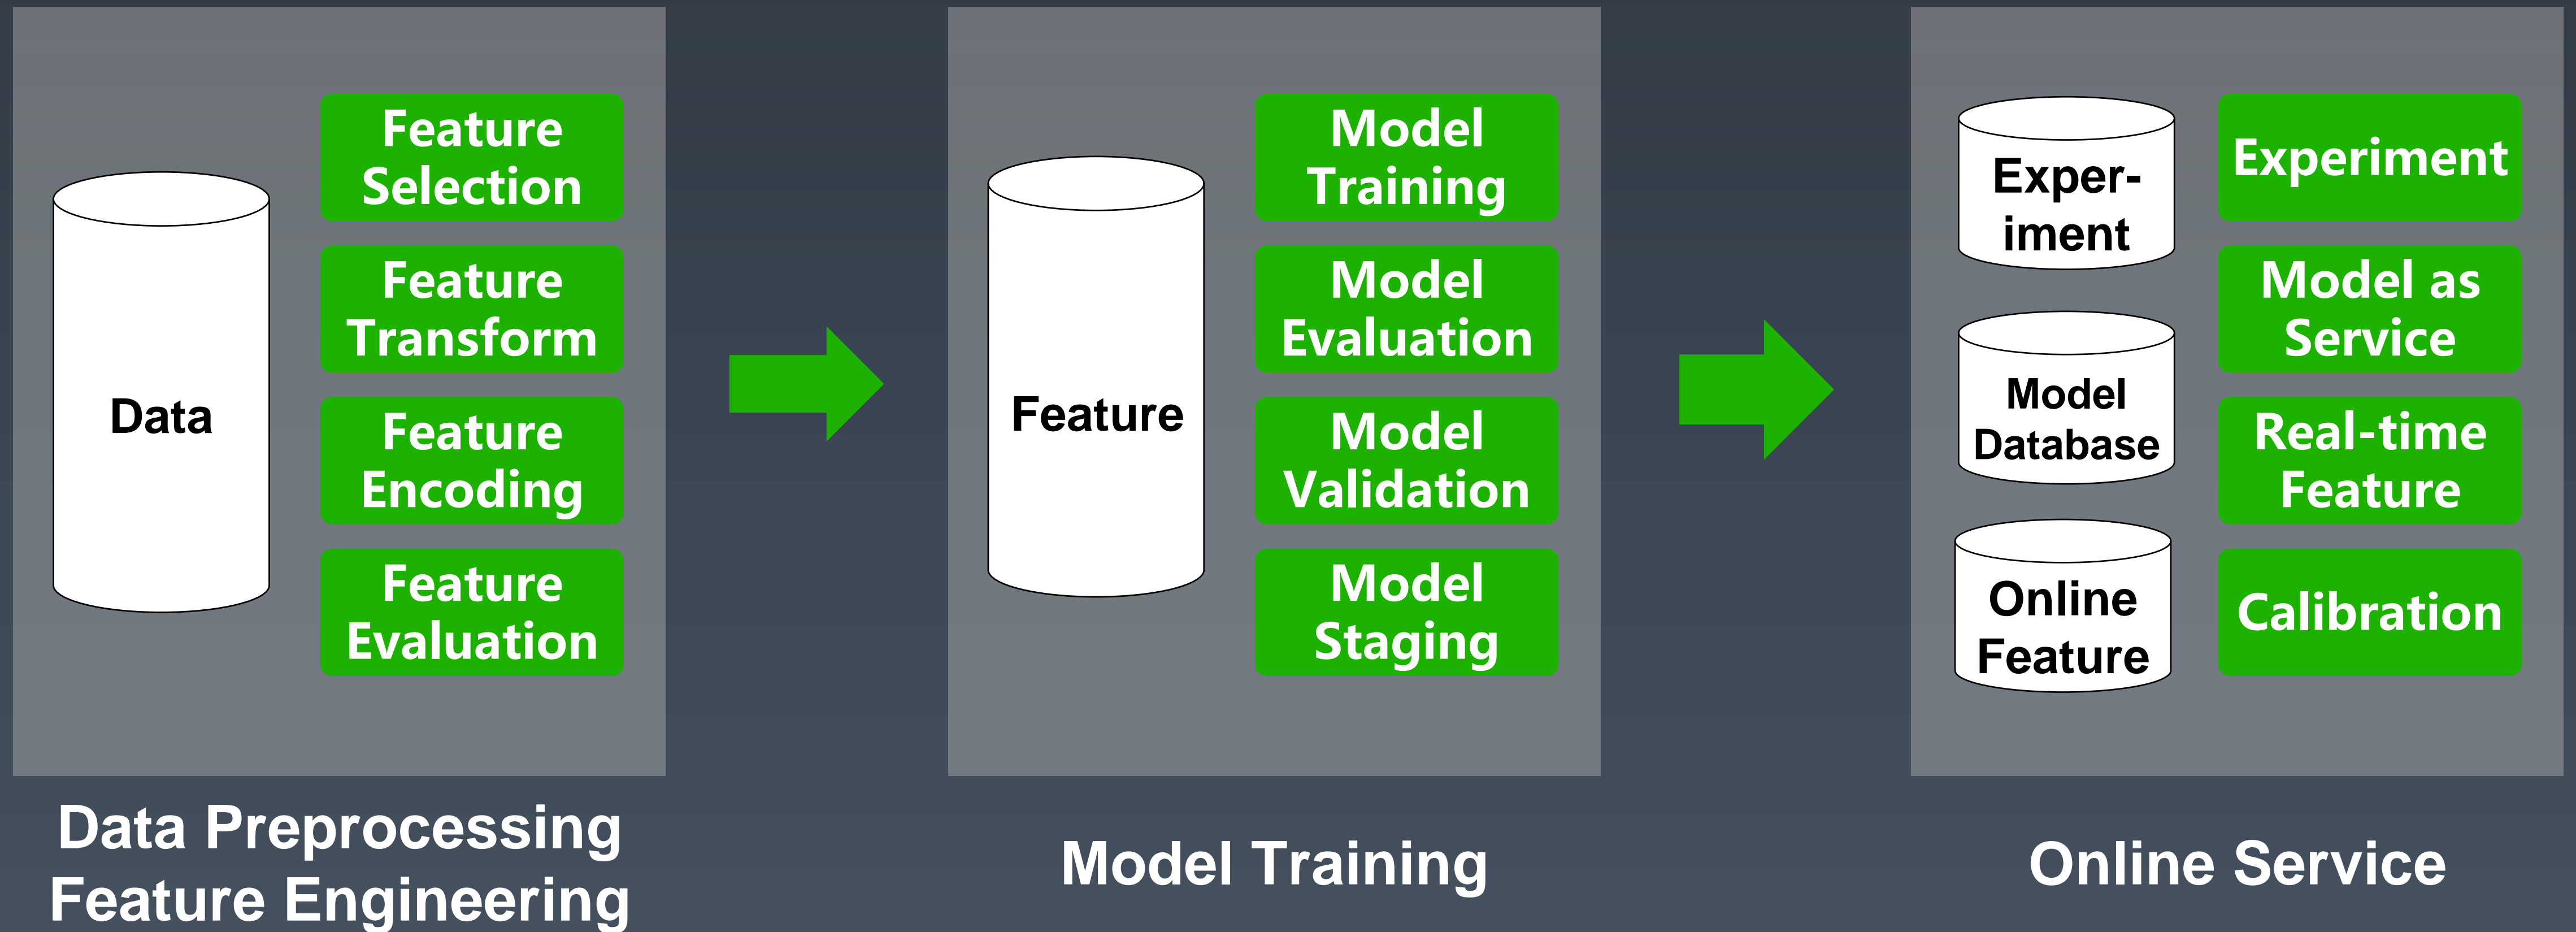 Data
Feature
Selection
Feature
Transform
Feature
Encoding
Feature
Evaluation
Data Preprocessing
Feature Engineering
Feature
Model
Training
Model
Evaluation
Model
Validation
Model
Staging
Model Training
Exper-
iment
Model
Database
Online
Feature
Experiment
Model as
Service
Real-time
Feature
Calibration
Online Service